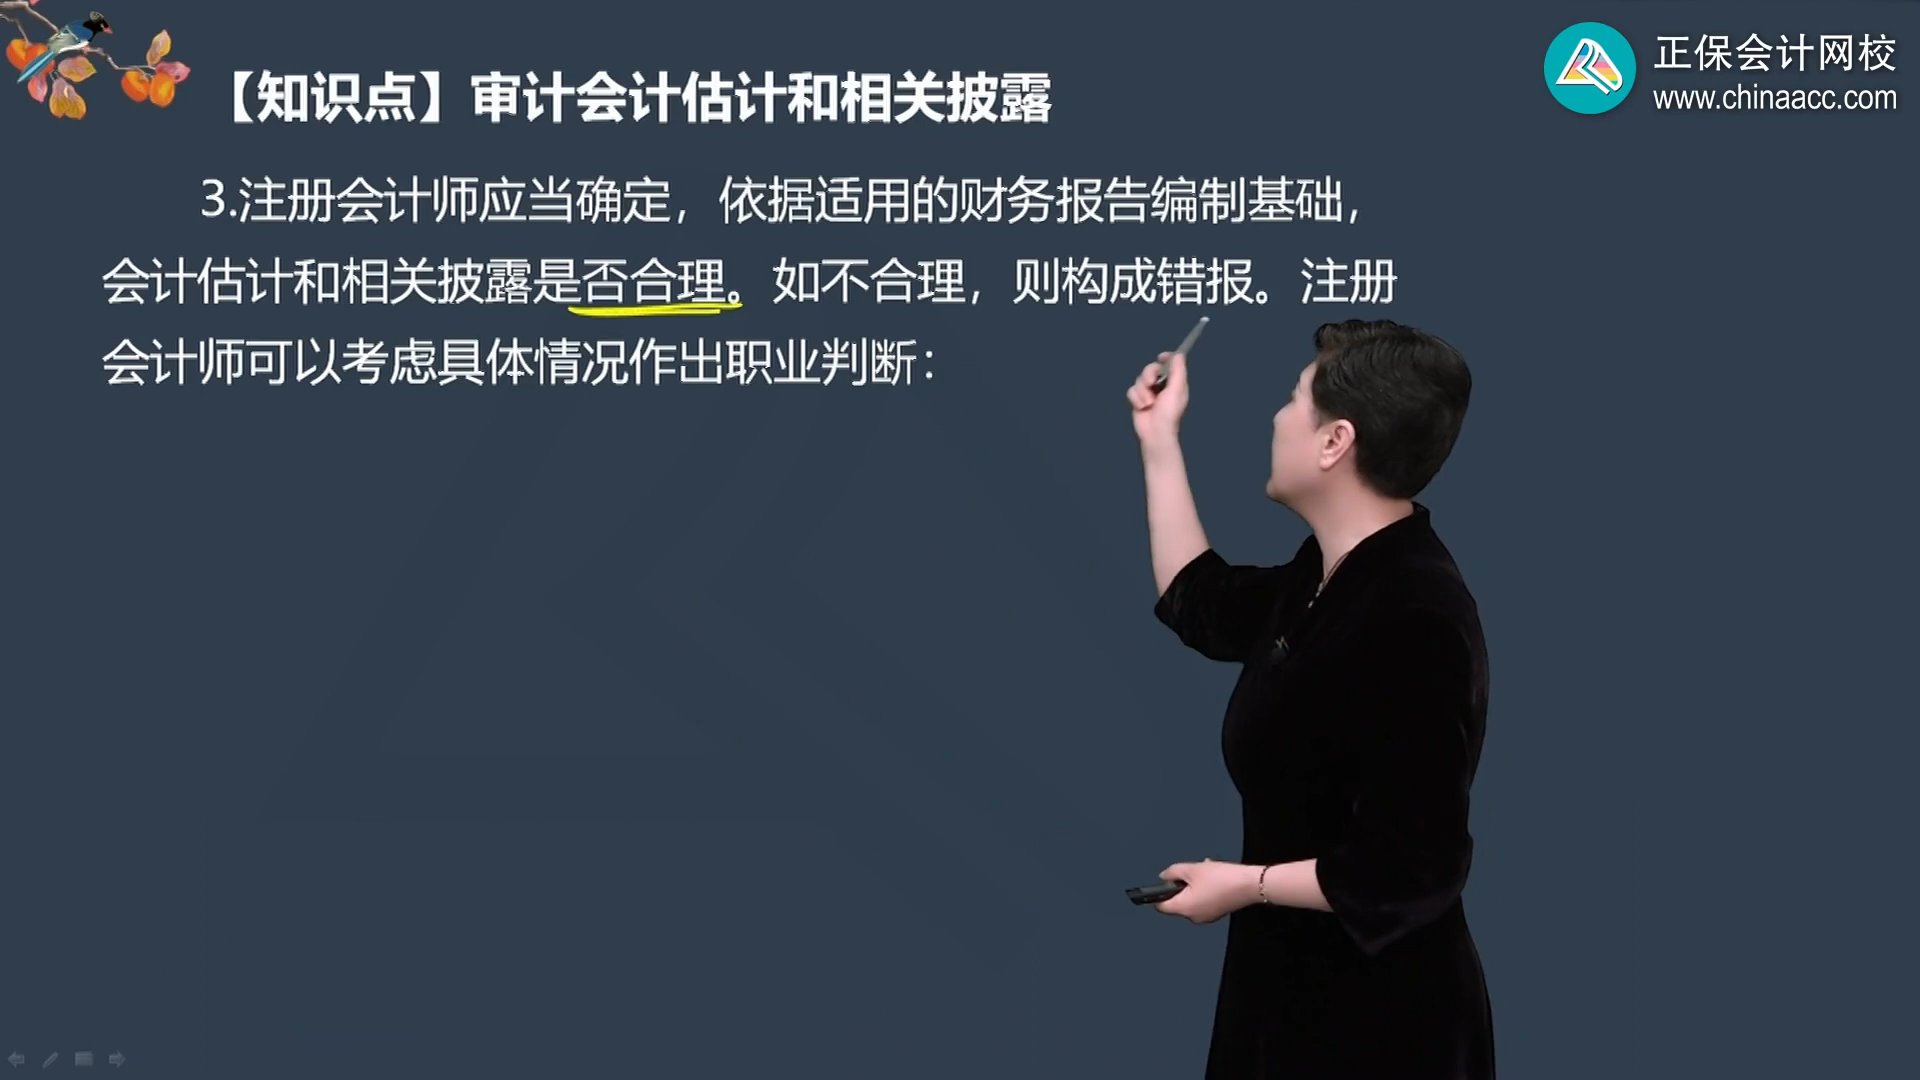 正保会计网校
www.chinaacc.com
【知识点】审计会计估计和相关披露
3.注册会计师应当确定，依据适用的财务报告编制基础，
会计估计和相关披露是否合理。如不合理，则构成错报。注册
会计师可以考虑具体情况作出职业判断：